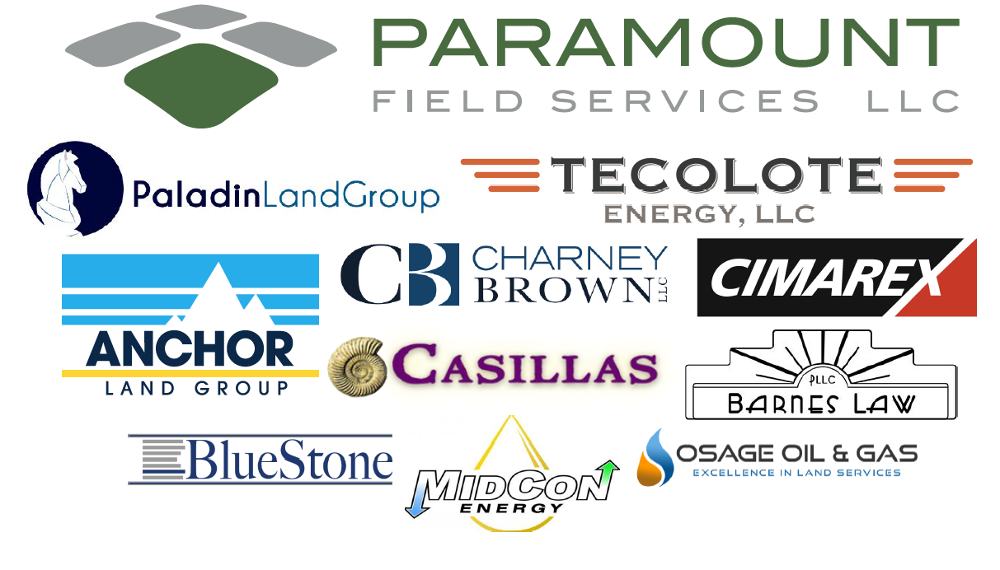 PARAMOUNT
FIELD SERVICES LLC
PaladinLandGroup
TECOLOTE
ENERGY, LLC
CB CHARNEY
BROWN LLC
CIMAREX
ANCHOR
LAND GROUP
CASILLAS
PLLC
BARNES LAW
BlueStone
MIDCON
ENERGY
OSAGE OIL & GAS
EXCELLENCE IN LAND SERVICES